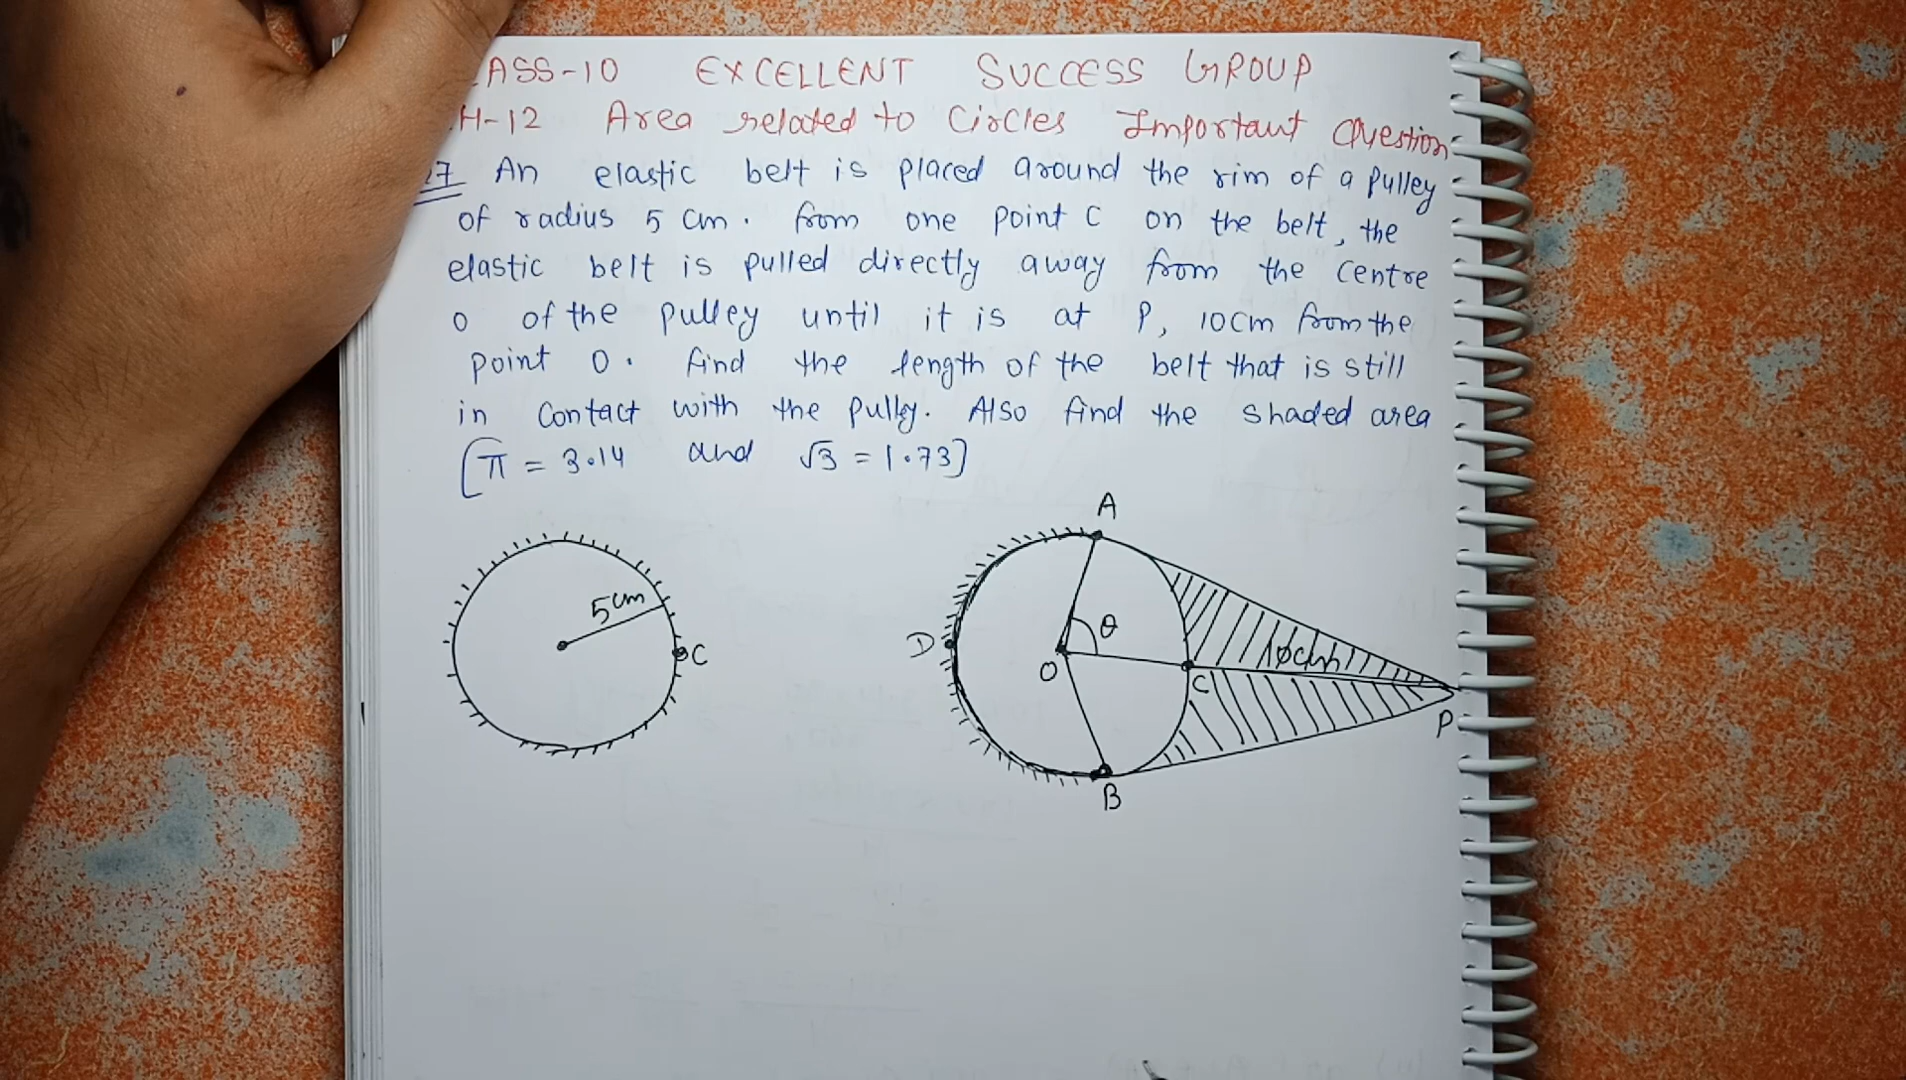 ASS-10 EXCELLENT SUCCESS GROUP
H-12 Area related to Circles Important Question
27 An elastic belt is placed around the rim of a pulley
of radius 5 cm. from one point C on the belt, the
elastic belt is pulled directly away from the centre
O of the pulley until it is at P, 10cm from the
point O. find the length of the belt that is still
in contact with the pulley. Also find the shaded area
[π = 3.14 and √3 = 1.73]
A
5cm
C
D
θ
O
10cm
C
P
B